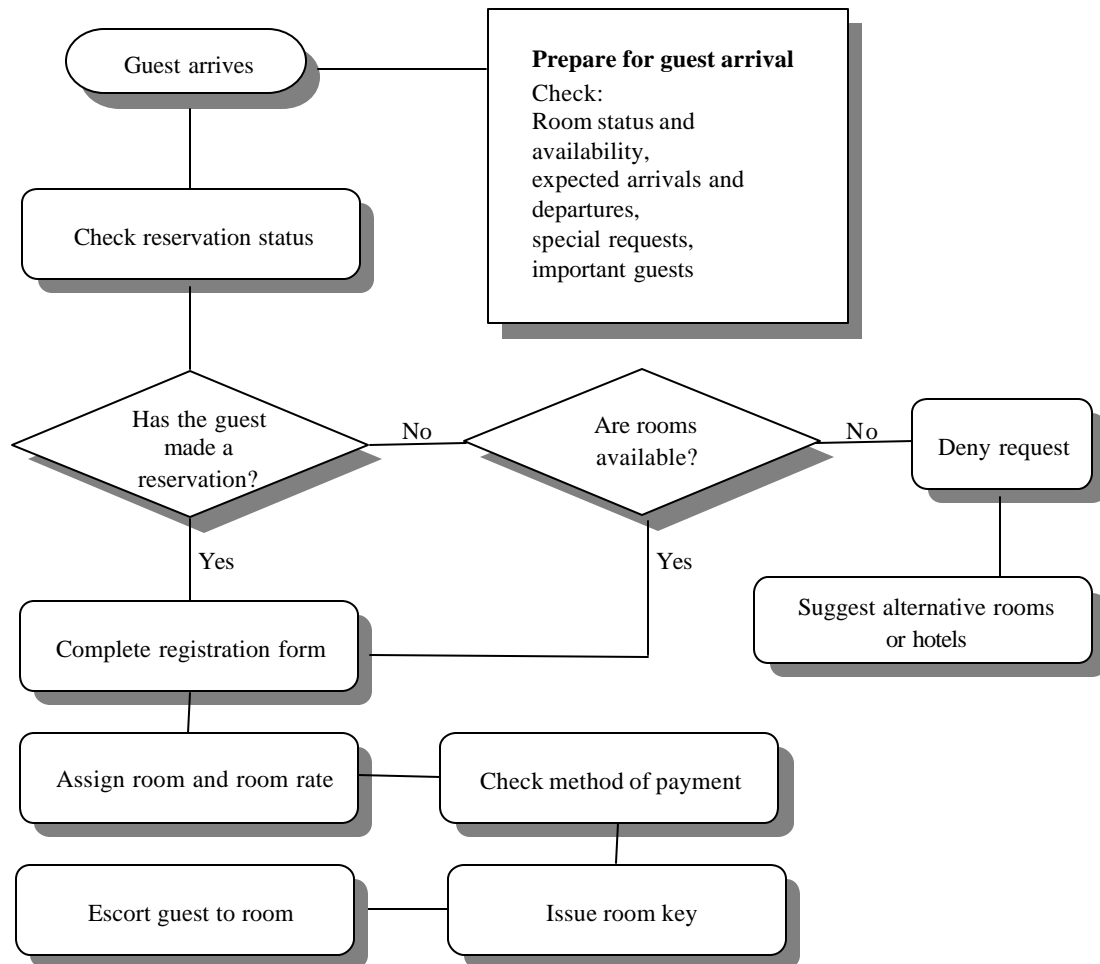 Guest arrives
Prepare for guest arrival
Check:
Room status and
availability,
expected arrivals and
departures,
special requests,
important guests
Check reservation status
Has the guest
made a
reservation?
No
Are rooms
available?
No
Deny request
Yes
Yes
Suggest alternative rooms
or hotels
Complete registration form
Assign room and room rate
Check method of payment
Escort guest to room
Issue room key